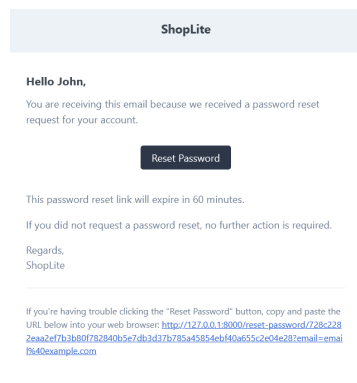 ShopLite
Hello John,
You are receiving this email because we received a password reset
request for your account.
Reset Password
This password reset link will expire in 60 minutes.
If you did not request a password reset, no further action is required.
Regards,
ShopLite
If you're having trouble clicking the "Reset Password" button, copy and paste the
URL below into your web browser: http://127.0.0.1:8000/reset-password/728c228
2eaa2ef7b3b80f782840b5e7db3d37b785a45854ebf40a655c2e04e28?email=emai
l%40example.com